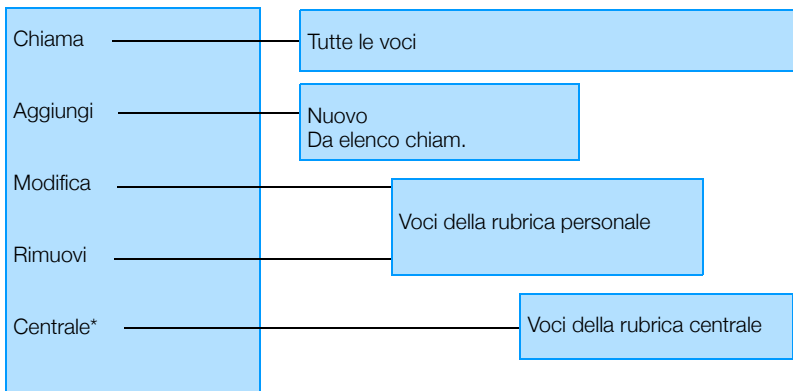 Chiama
Tutte le voci
Aggiungi
Nuovo
Da elenco chiam.
Modifica
Voci della rubrica personale
Rimuovi
Centrale*
Voci della rubrica centrale